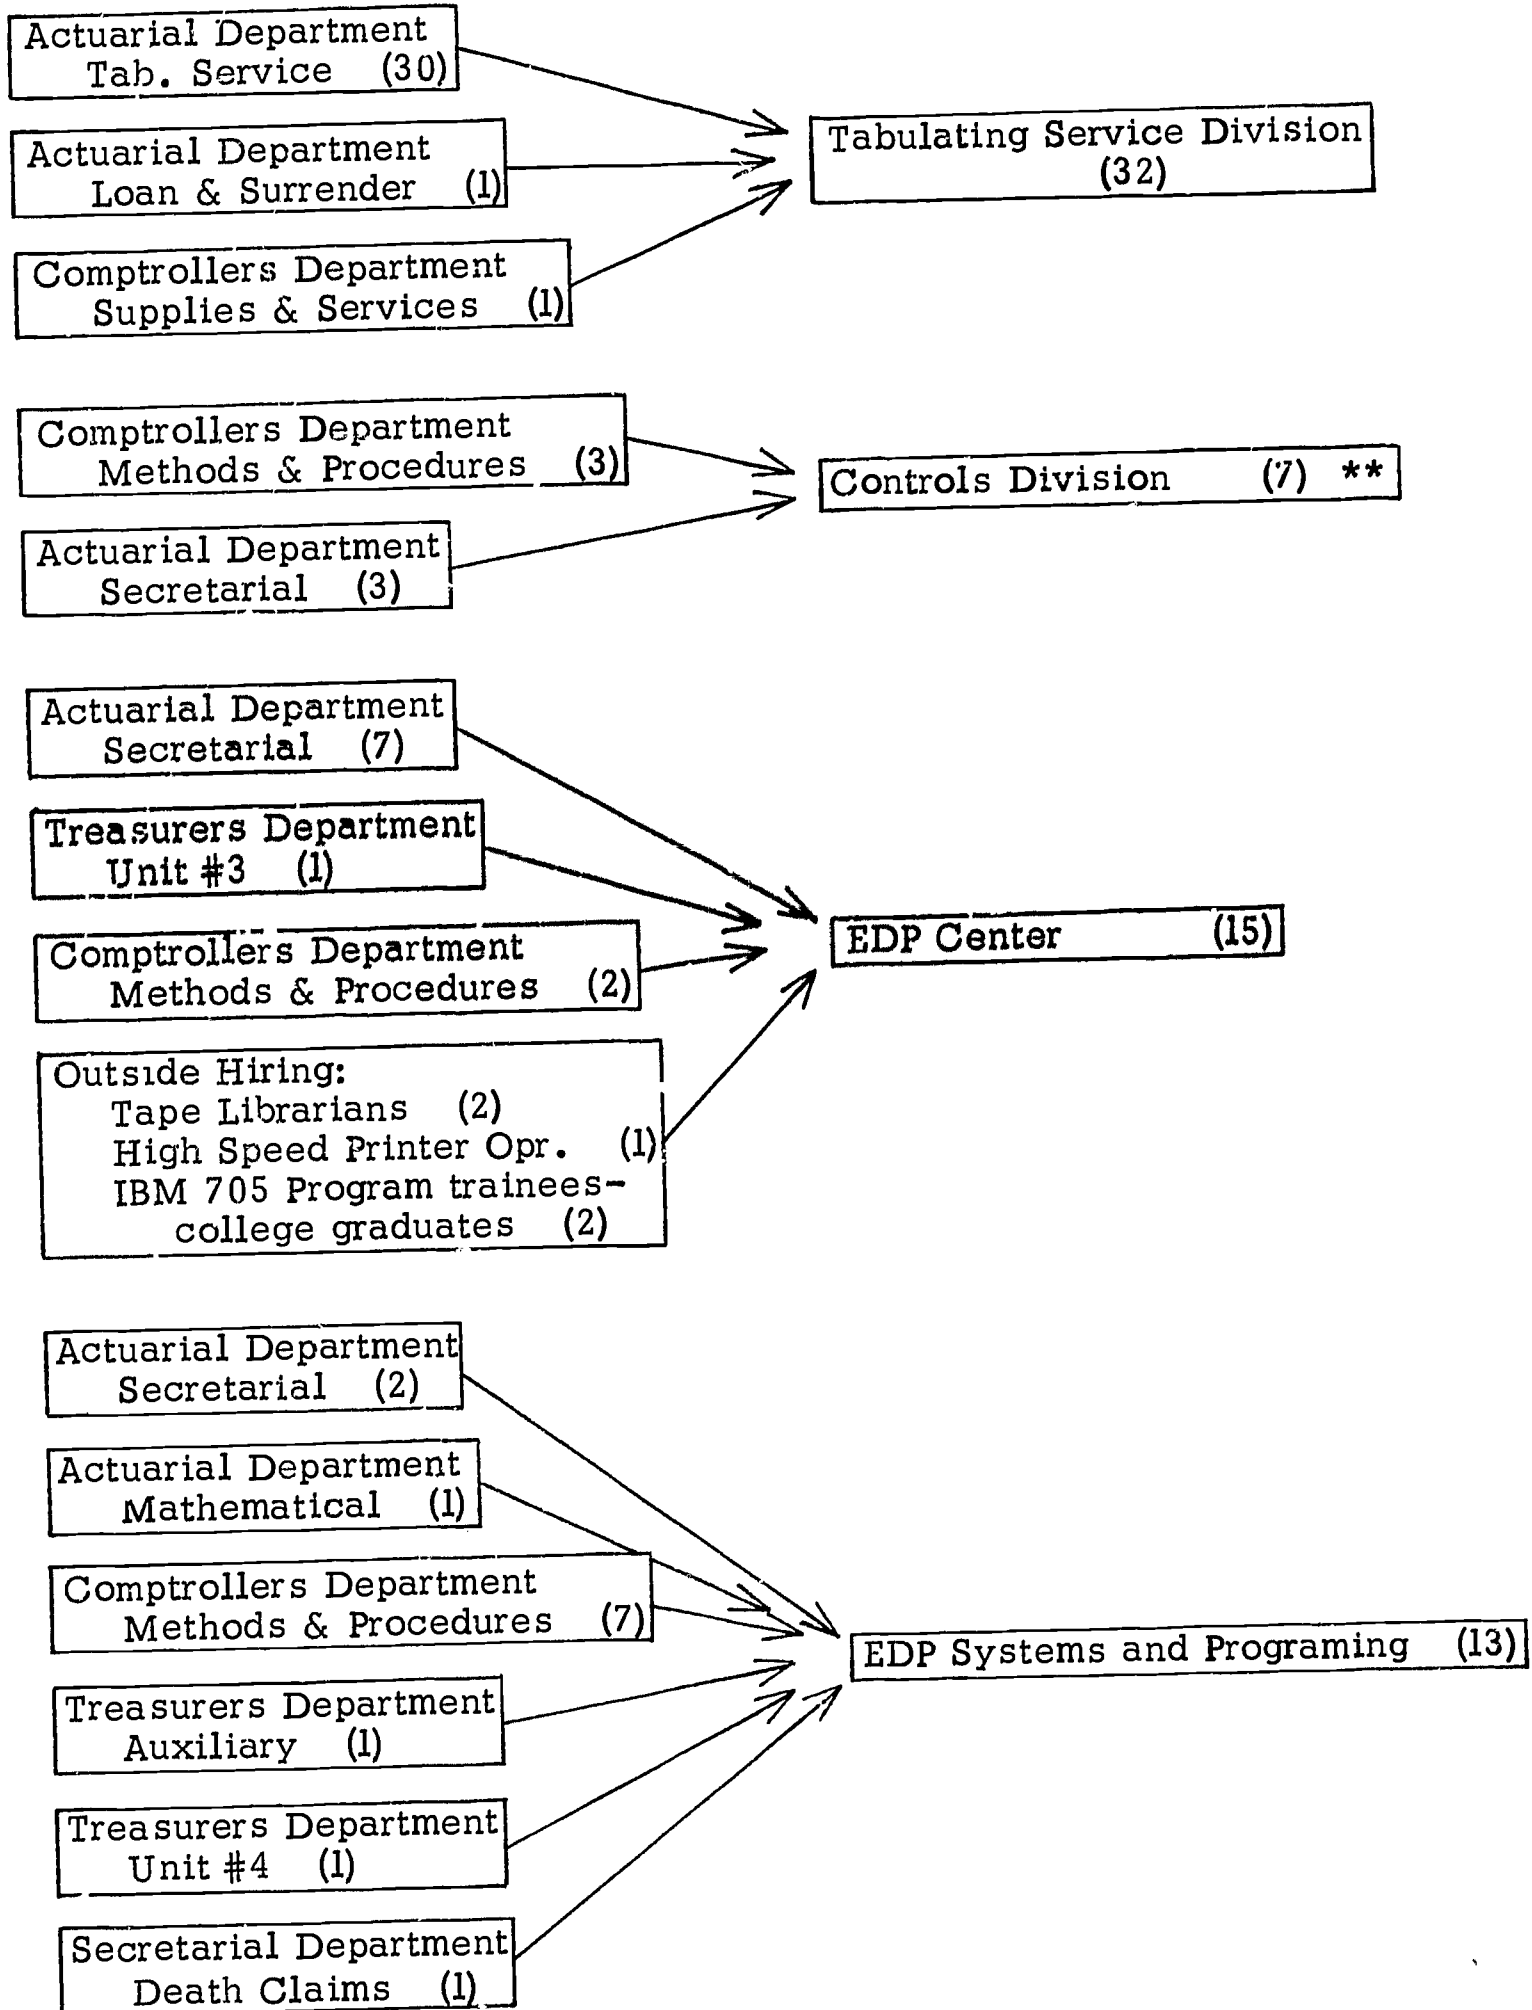 Actuarial Department
Tab. Service (30)
Actuarial Department
Loan & Surrender (1)
Comptrollers Department
Supplies & Services (1)
Tabulating Service Division
(32)
Comptrollers Department
Methods & Procedures (3)
Actuarial Department
Secretarial (3)
Controls Division (7) **
Actuarial Department
Secretarial (7)
Treasurers Department
Unit #3 (1)
Comptrollers Department
Methods & Procedures (2)
Outside Hiring:
Tape Librarians (2)
High Speed Printer Opr. (1)
IBM 705 Program trainees-
college graduates (2)
EDP Center (15)
Actuarial Department
Secretarial (2)
Actuarial Department
Mathematical (1)
Comptrollers Department
Methods & Procedures (7)
Treasurers Department
Auxiliary (1)
Treasurers Department
Unit #4 (1)
Secretarial Department
Death Claims (1)
EDP Systems and Programing (13)